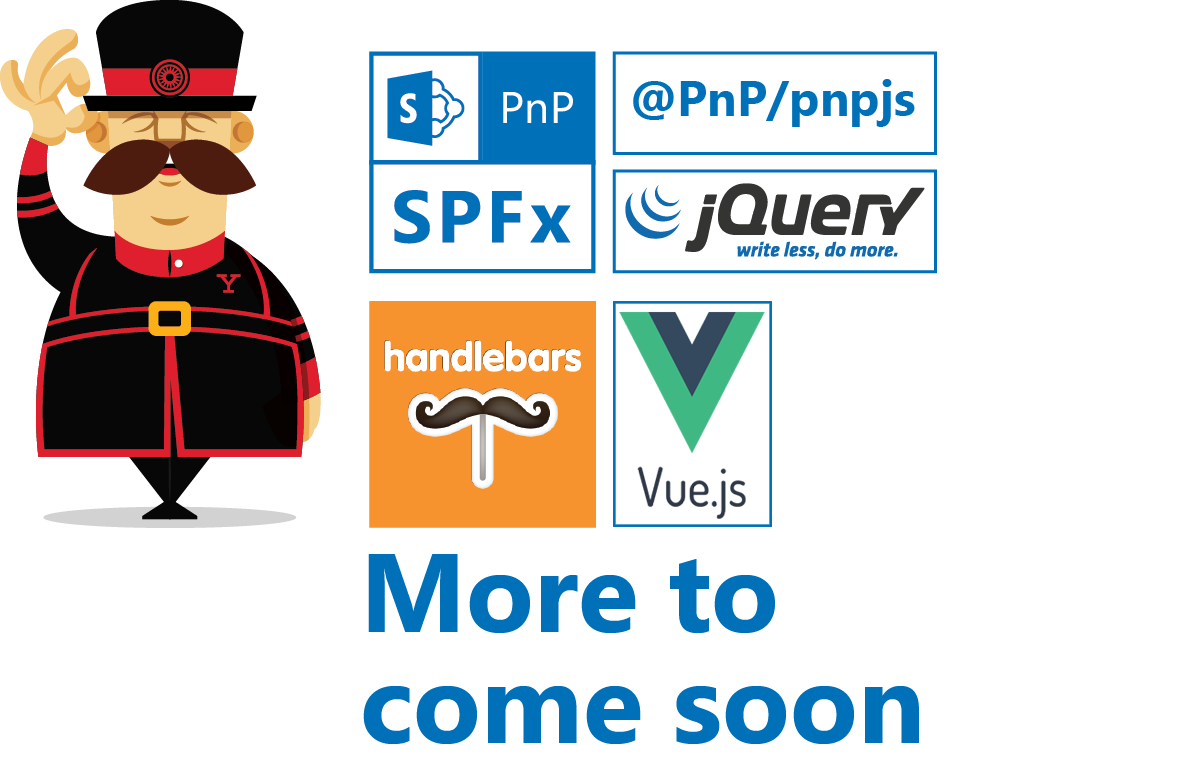 Y
S
PnP
SPFx
@PnP/pnpjs
jQuery
write less, do more.
handlebars
Vue.js
More to
come soon